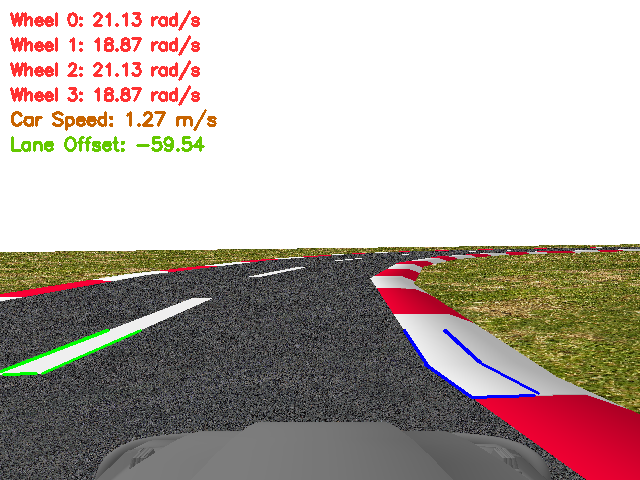 Wheel 0: 21.13 rad/s
Wheel 1: 18.87 rad/s
Wheel 2: 21.13 rad/s
Wheel 3: 18.87 rad/s
Car Speed: 1.27 m/s
Lane Offset: -59.54